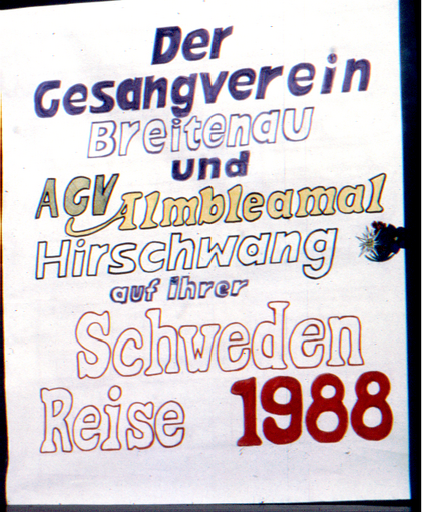 Der
Gesangverein
Breitenau
und
AGV Almbleamal
Hirschwang
auf ihrer
Schweden
Reise 1988